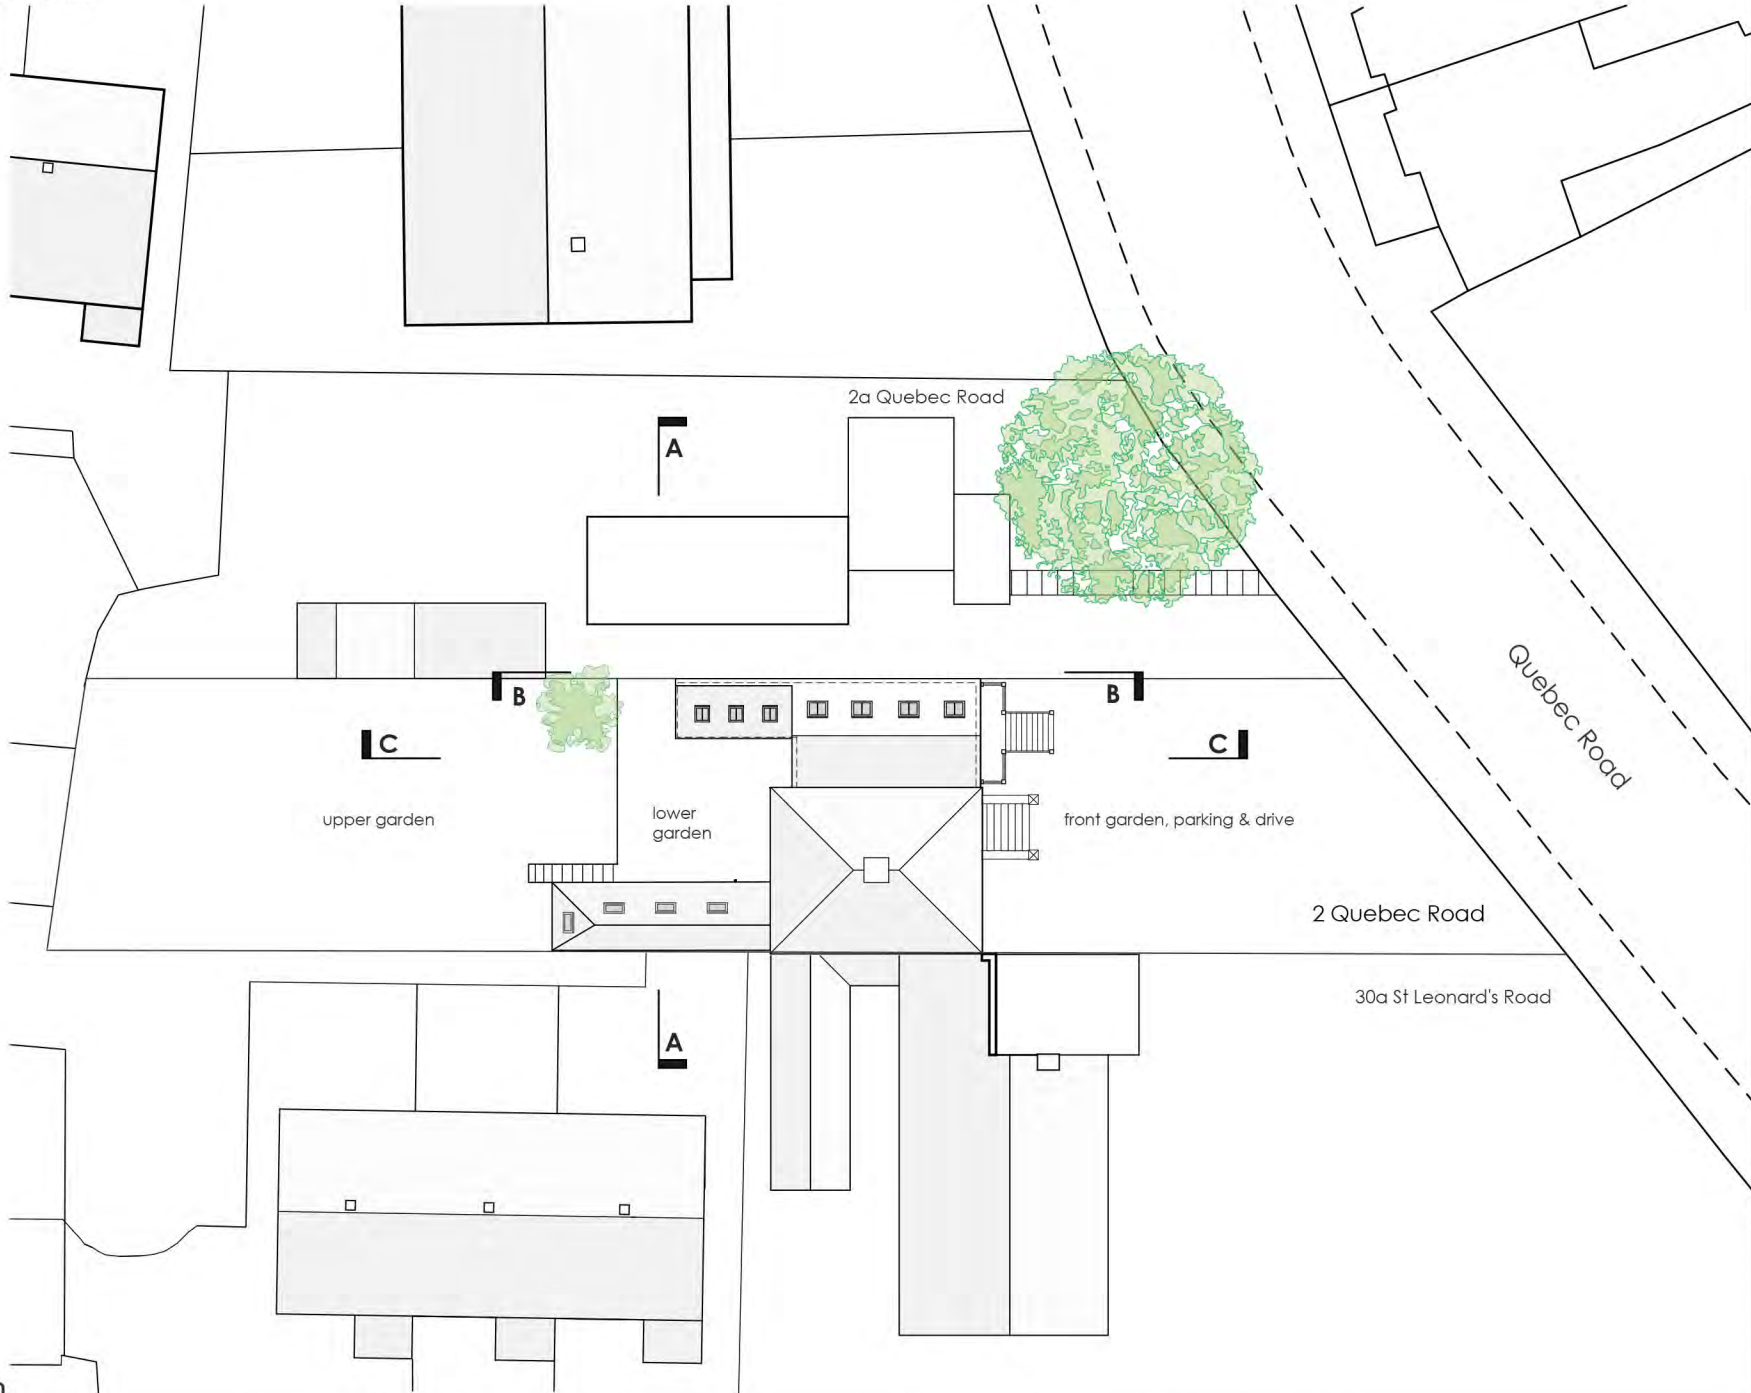 2a Quebec Road
A
B
B
C
C
Quebec Road
upper garden
lower
garden
front garden, parking & drive
2 Quebec Road
30a St Leonard's Road
A